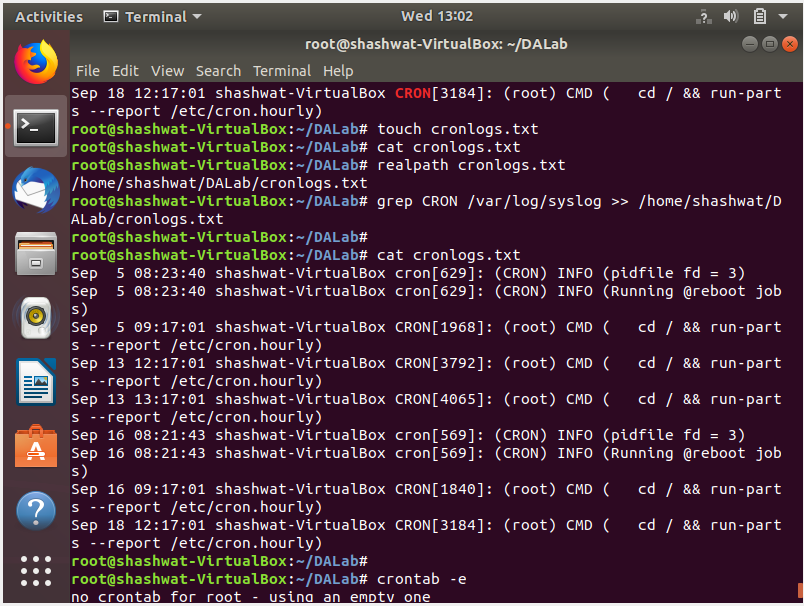 Activities Terminal Wed 13:02
root@shashwat-VirtualBox: ~/DALab
File Edit View Search Terminal Help
Sep 18 12:17:01 shashwat-VirtualBox CRON[3184]: (root) CMD (   cd / && run-part
s --report /etc/cron.hourly)
root@shashwat-VirtualBox:~/DALab# touch cronlogs.txt
root@shashwat-VirtualBox:~/DALab# cat cronlogs.txt
root@shashwat-VirtualBox:~/DALab# realpath cronlogs.txt
/home/shashwat/DALab/cronlogs.txt
root@shashwat-VirtualBox:~/DALab# grep CRON /var/log/syslog >> /home/shashwat/D
ALab/cronlogs.txt
root@shashwat-VirtualBox:~/DALab#
root@shashwat-VirtualBox:~/DALab# cat cronlogs.txt
Sep  5 08:23:40 shashwat-VirtualBox cron[629]: (CRON) INFO (pidfile fd = 3)
Sep  5 08:23:40 shashwat-VirtualBox cron[629]: (CRON) INFO (Running @reboot job
s)
Sep  5 09:17:01 shashwat-VirtualBox CRON[1968]: (root) CMD (   cd / && run-part
s --report /etc/cron.hourly)
Sep 13 12:17:01 shashwat-VirtualBox CRON[3792]: (root) CMD (   cd / && run-part
s --report /etc/cron.hourly)
Sep 13 13:17:01 shashwat-VirtualBox CRON[4065]: (root) CMD (   cd / && run-part
s --report /etc/cron.hourly)
Sep 16 08:21:43 shashwat-VirtualBox cron[569]: (CRON) INFO (pidfile fd = 3)
Sep 16 08:21:43 shashwat-VirtualBox cron[569]: (CRON) INFO (Running @reboot job
s)
Sep 16 09:17:01 shashwat-VirtualBox CRON[1840]: (root) CMD (   cd / && run-part
s --report /etc/cron.hourly)
Sep 18 12:17:01 shashwat-VirtualBox CRON[3184]: (root) CMD (   cd / && run-part
s --report /etc/cron.hourly)
root@shashwat-VirtualBox:~/DALab#
root@shashwat-VirtualBox:~/DALab# crontab -e
no crontab for root - using an empty one